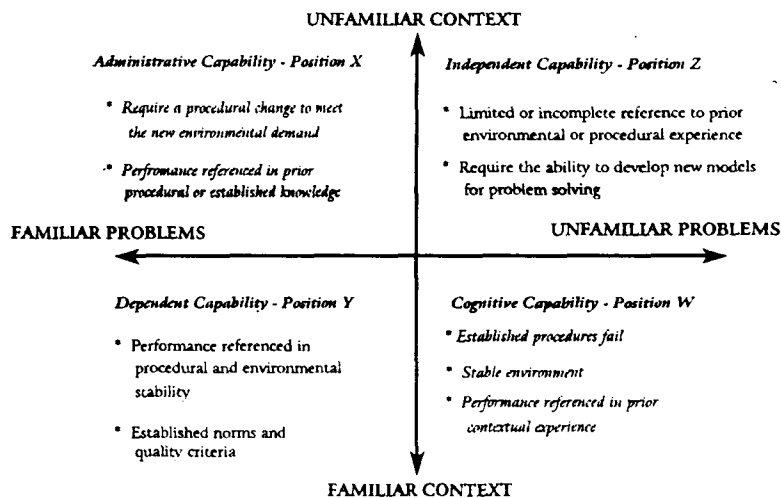 UNFAMILIAR CONTEXT
Administrative Capability - Position X
* Require a procedural change to meet
the new environmental demand
* Perfromance referenced in prior
procedural or established knowledge
Independent Capability - Position Z
* Limited or incomplete reference to prior
environmental or procedural experience
* Require the ability to develop new models
for problem solving
FAMILIAR PROBLEMS
UNFAMILIAR PROBLEMS
Dependent Capability - Position Y
* Performance referenced in
procedural and environmental
stability
* Established norms and
quality criteria
Cognitive Capability - Position W
* Established procedures fail
* Stable environment
* Performance referenced in prior
contextual experience
FAMILIAR CONTEXT